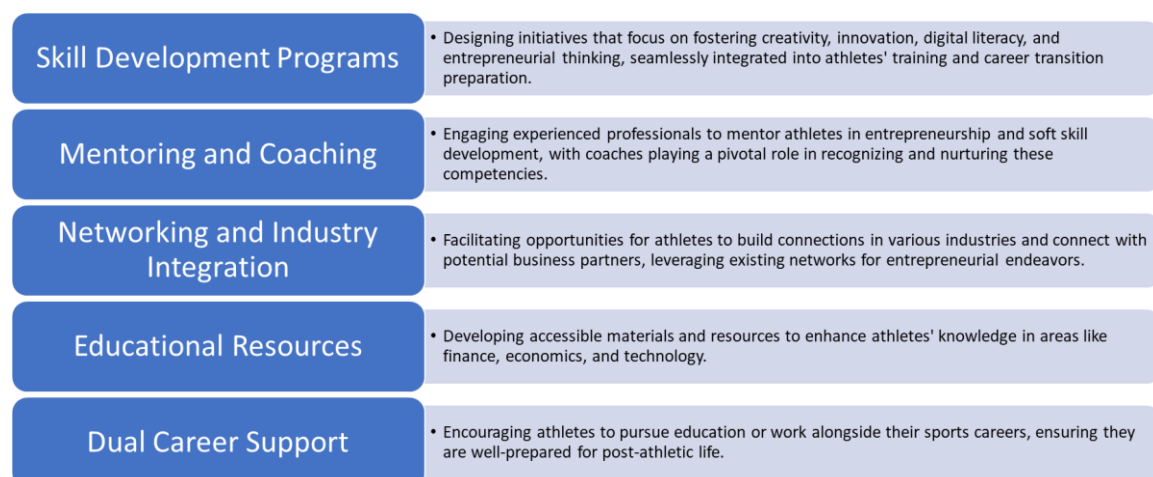 Skill Development Programs
• Designing initiatives that focus on fostering creativity, innovation, digital literacy, and
entrepreneurial thinking, seamlessly integrated into athletes' training and career transition
preparation.
Mentoring and Coaching
• Engaging experienced professionals to mentor athletes in entrepreneurship and soft skill
development, with coaches playing a pivotal role in recognizing and nurturing these
competencies.
Networking and Industry
Integration
• Facilitating opportunities for athletes to build connections in various industries and connect with
potential business partners, leveraging existing networks for entrepreneurial endeavors.
Educational Resources
• Developing accessible materials and resources to enhance athletes' knowledge in areas like
finance, economics, and technology.
Dual Career Support
• Encouraging athletes to pursue education or work alongside their sports careers, ensuring they
are well-prepared for post-athletic life.